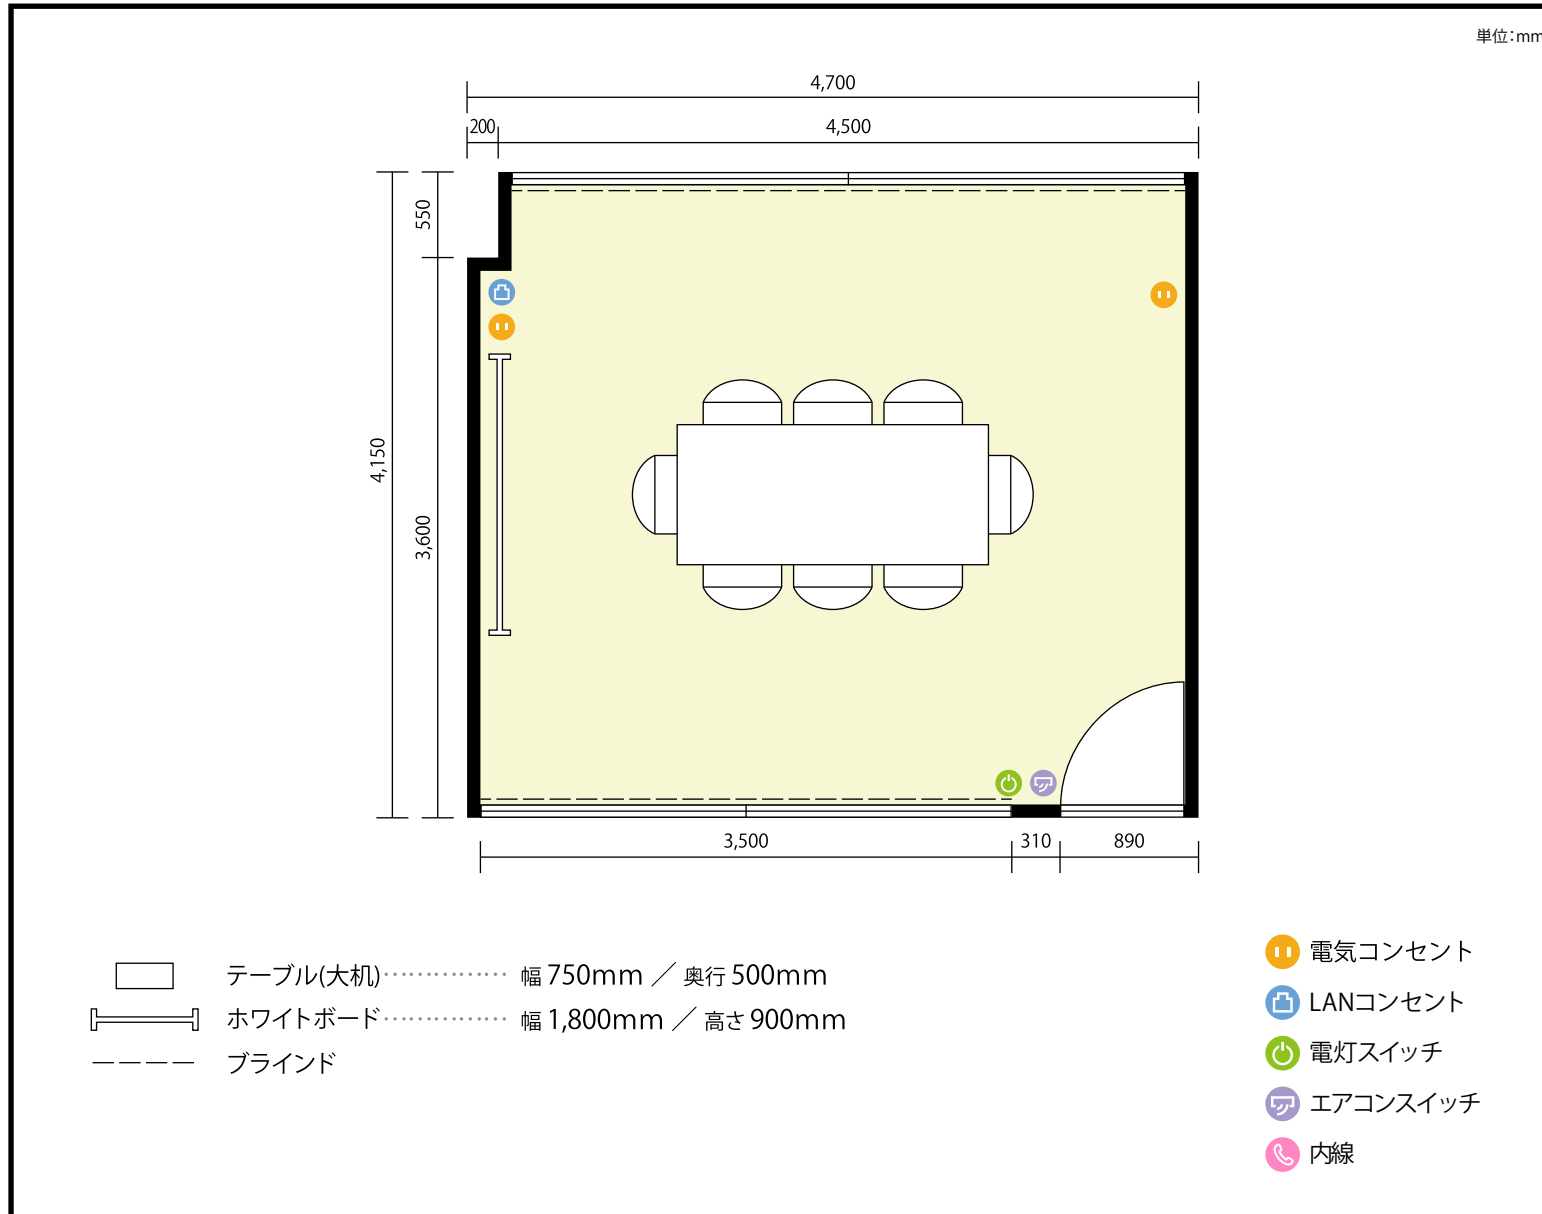 単位：mm
4,700
200
4,500
550
4,150
3,600
3,500
310
890
テーブル(大机)……………幅 750mm ／ 奥行 500mm
ホワイトボード……………幅 1,800mm ／ 高さ 900mm
ブラインド
電気コンセント
LANコンセント
電灯スイッチ
エアコンスイッチ
内線